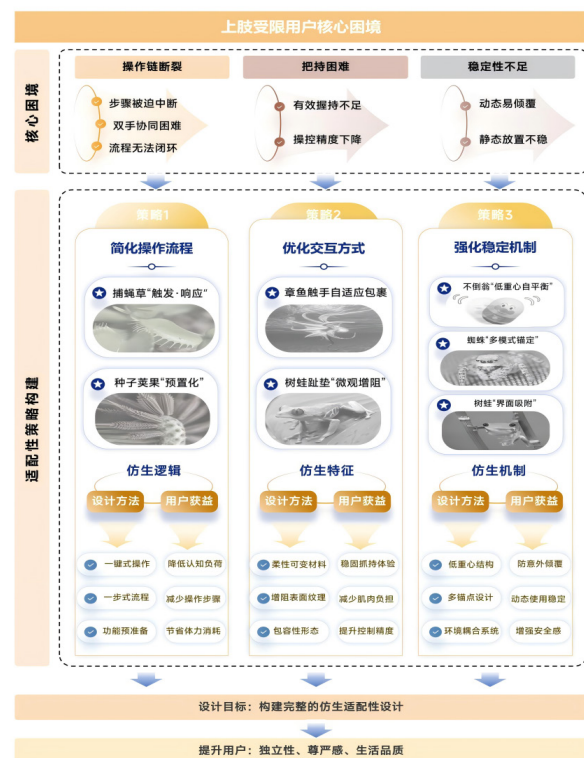 上肢受限用户核心困境
核心困境
操作链断裂
步骤被迫中断
双手协同困难
流程无法闭环
把持困难
有效握持不足
操控精度下降
稳定性不足
动态易倾覆
静态放置不稳
适配性策略构建
策略1
简化操作流程
捕蝇草“触发·响应”
种子荚果“预置化”
仿生逻辑
设计方法
用户获益
一键式操作
降低认知负荷
一步式流程
减少操作步骤
功能预准备
节省体力消耗
策略2
优化交互方式
章鱼触手自适应包裹
树蛙趾垫“微观增阻”
仿生特征
设计方法
用户获益
柔性可变材料
稳固抓持体验
增阻表面纹理
减少肌肉负担
包容性形态
提升控制精度
策略3
强化稳定机制
不倒翁“低重心自平衡”
蜘蛛“多模式锚定”
树蛙“界面吸附”
仿生机制
设计方法
用户获益
低重心结构
防意外倾覆
多锚点设计
动态使用稳定
环境耦合系统
增强安全感
设计目标：构建完整的仿生适配性设计
提升用户：独立性、尊严感、生活品质